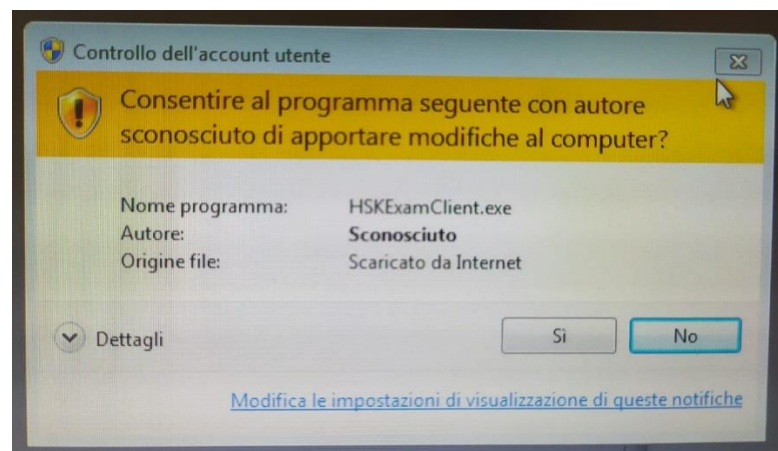 Controllo dell'account utente
Consentire al programma seguente con autore
sconosciuto di apportare modifiche al computer?
Nome programma: HSKExamClient.exe
Autore: Sconosciuto
Origine file: Scaricato da Internet
Dettagli
Sì
No
Modifica le impostazioni di visualizzazione di queste notifiche